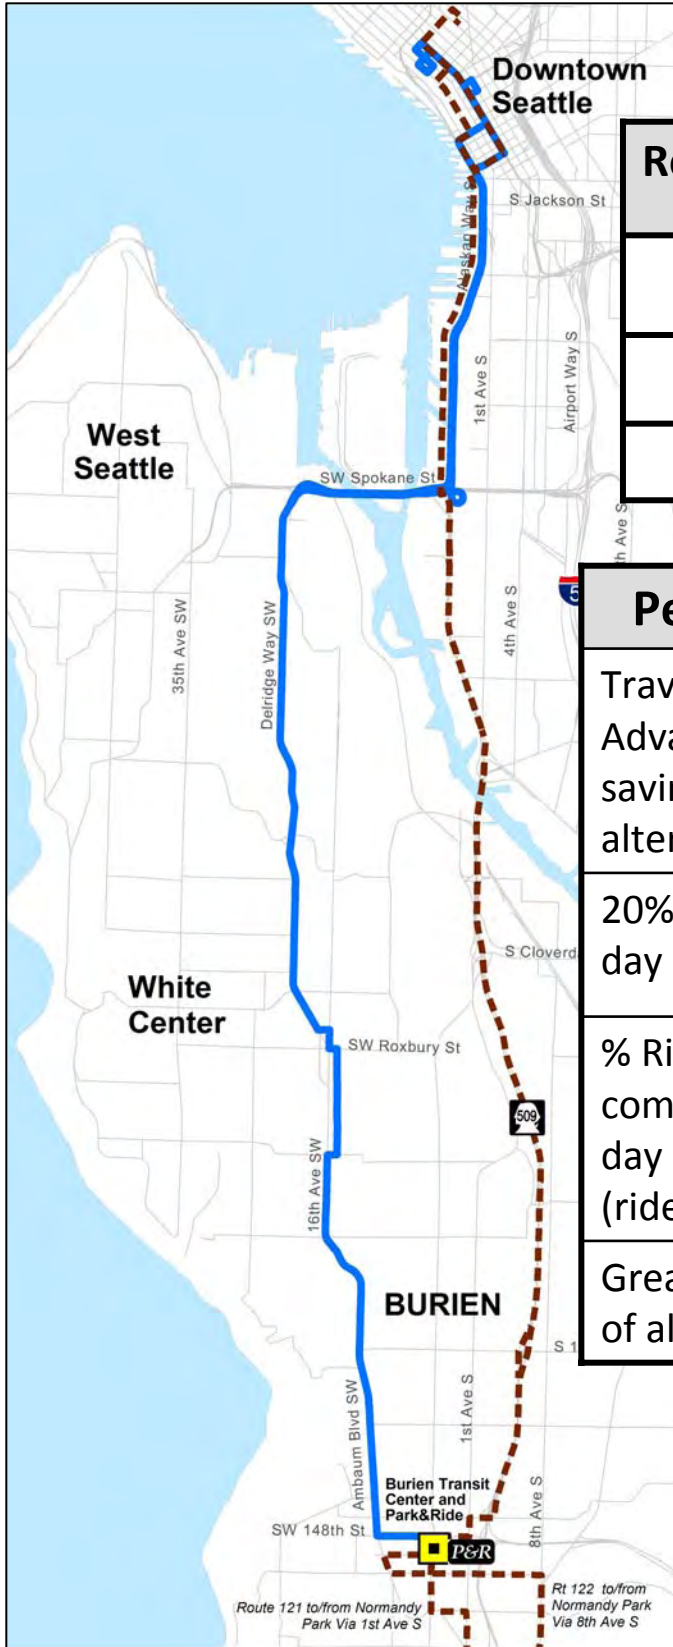 Downtown
Seattle
S Jackson St
Alaskan Way S
1st Ave S
Airport Way S
West
Seattle
SW Spokane St
35th Ave SW
Delridge Way SW
4th Ave S
Ave S
5
White
Center
S Cloverd
SW Roxbury St
509
16th Ave SW
BURIEN
S 1
1st Ave S
Ambaum Blvd SW
8th Ave S
Burien Transit
Center and
Park&Ride
SW 148th St
P&R
Route 121 to/from Normandy
Park Via 1st Ave S
Rt 122 to/from
Normandy Park
Via 8th Ave S
Pe
Trav
Adva
savin
alter
20%
day
% Ri
com
day
(ride
Grea
of al